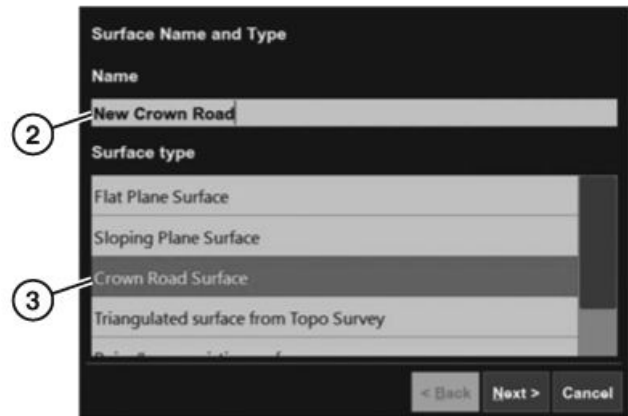 Surface Name and Type
Name
2
New Crown Road
Surface type
Flat Plane Surface
Sloping Plane Surface
3
Crown Road Surface
Triangulated surface from Topo Survey
< Back Next > Cancel